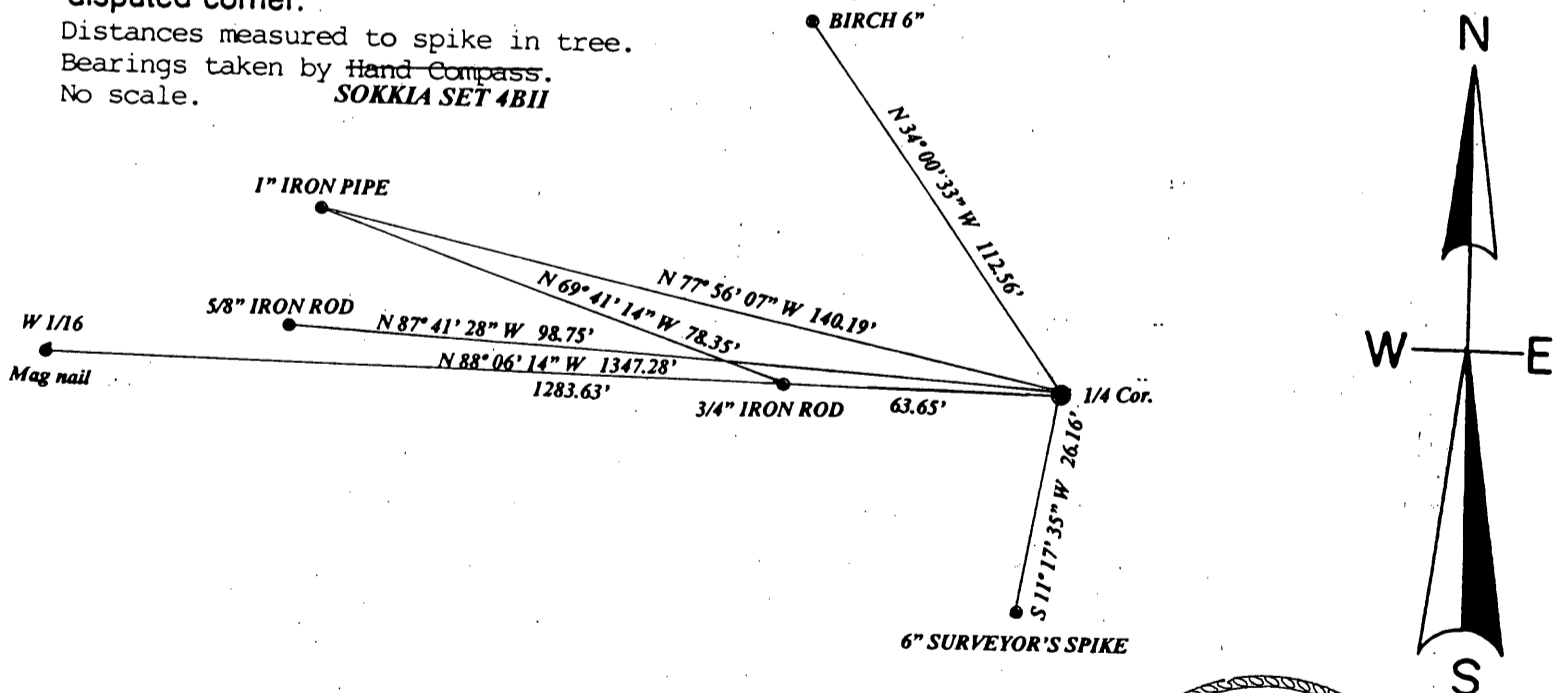 disputed corner.
Distances measured to spike in tree.
Bearings taken by Hand Compass.
No scale. SOKKIA SET 4BII
BIRCH 6"
N
N 34° 00' 33" W 112.56'
1" IRON PIPE
N 77° 56' 07" W 140.19'
N 69° 41' 14" W 78.35'
5/8" IRON ROD
N 87° 41' 28" W 98.75'
W 1/16
N 88° 06' 14" W 1347.28'
Mag nail
1283.63'
3/4" IRON ROD
63.65'
1/4 Cor.
W E
S 11° 17' 35" W 26.16'
6" SURVEYOR'S SPIKE
S